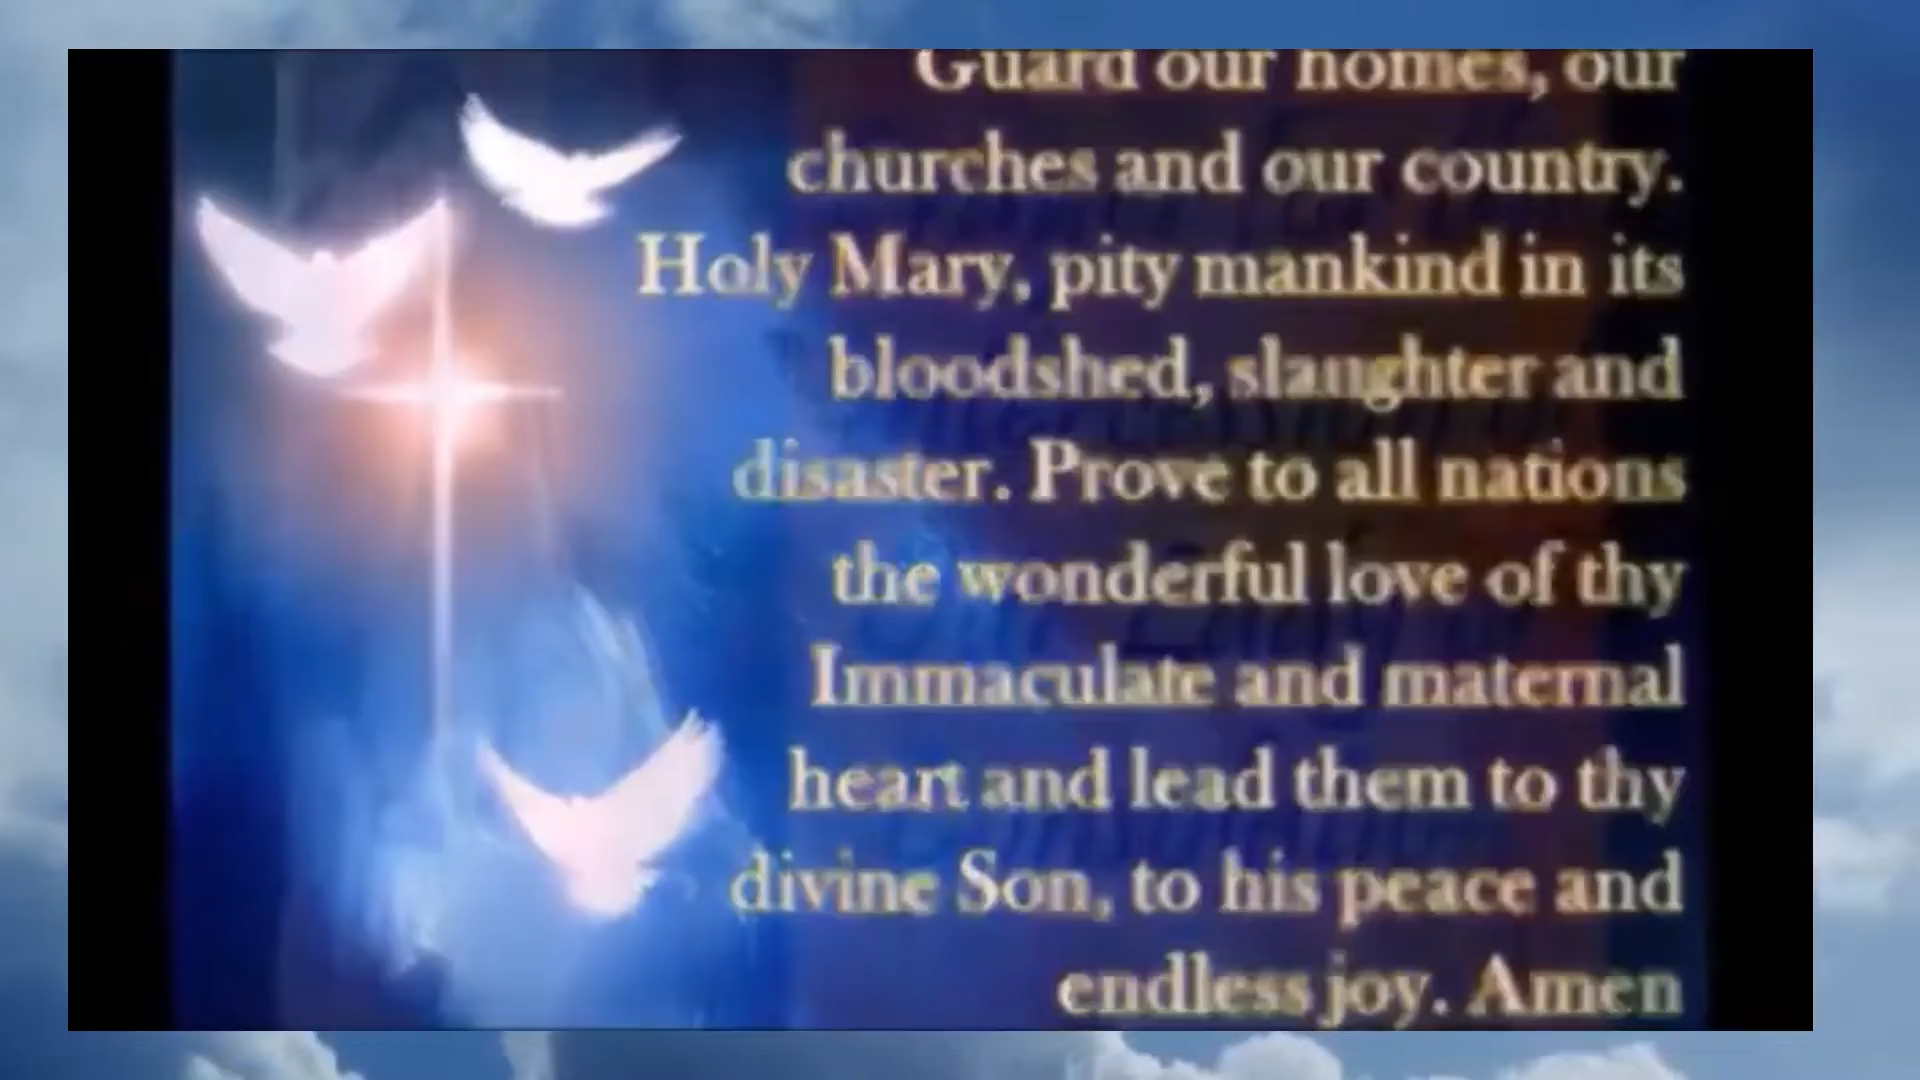 Guard our homes, our
churches and our country.
Holy Mary, pity mankind in its
bloodshed, slaughter and
disaster. Prove to all nations
the wonderful love of thy
Immaculate and maternal
heart and lead them to thy
divine Son, to his peace and
endless joy. Amen